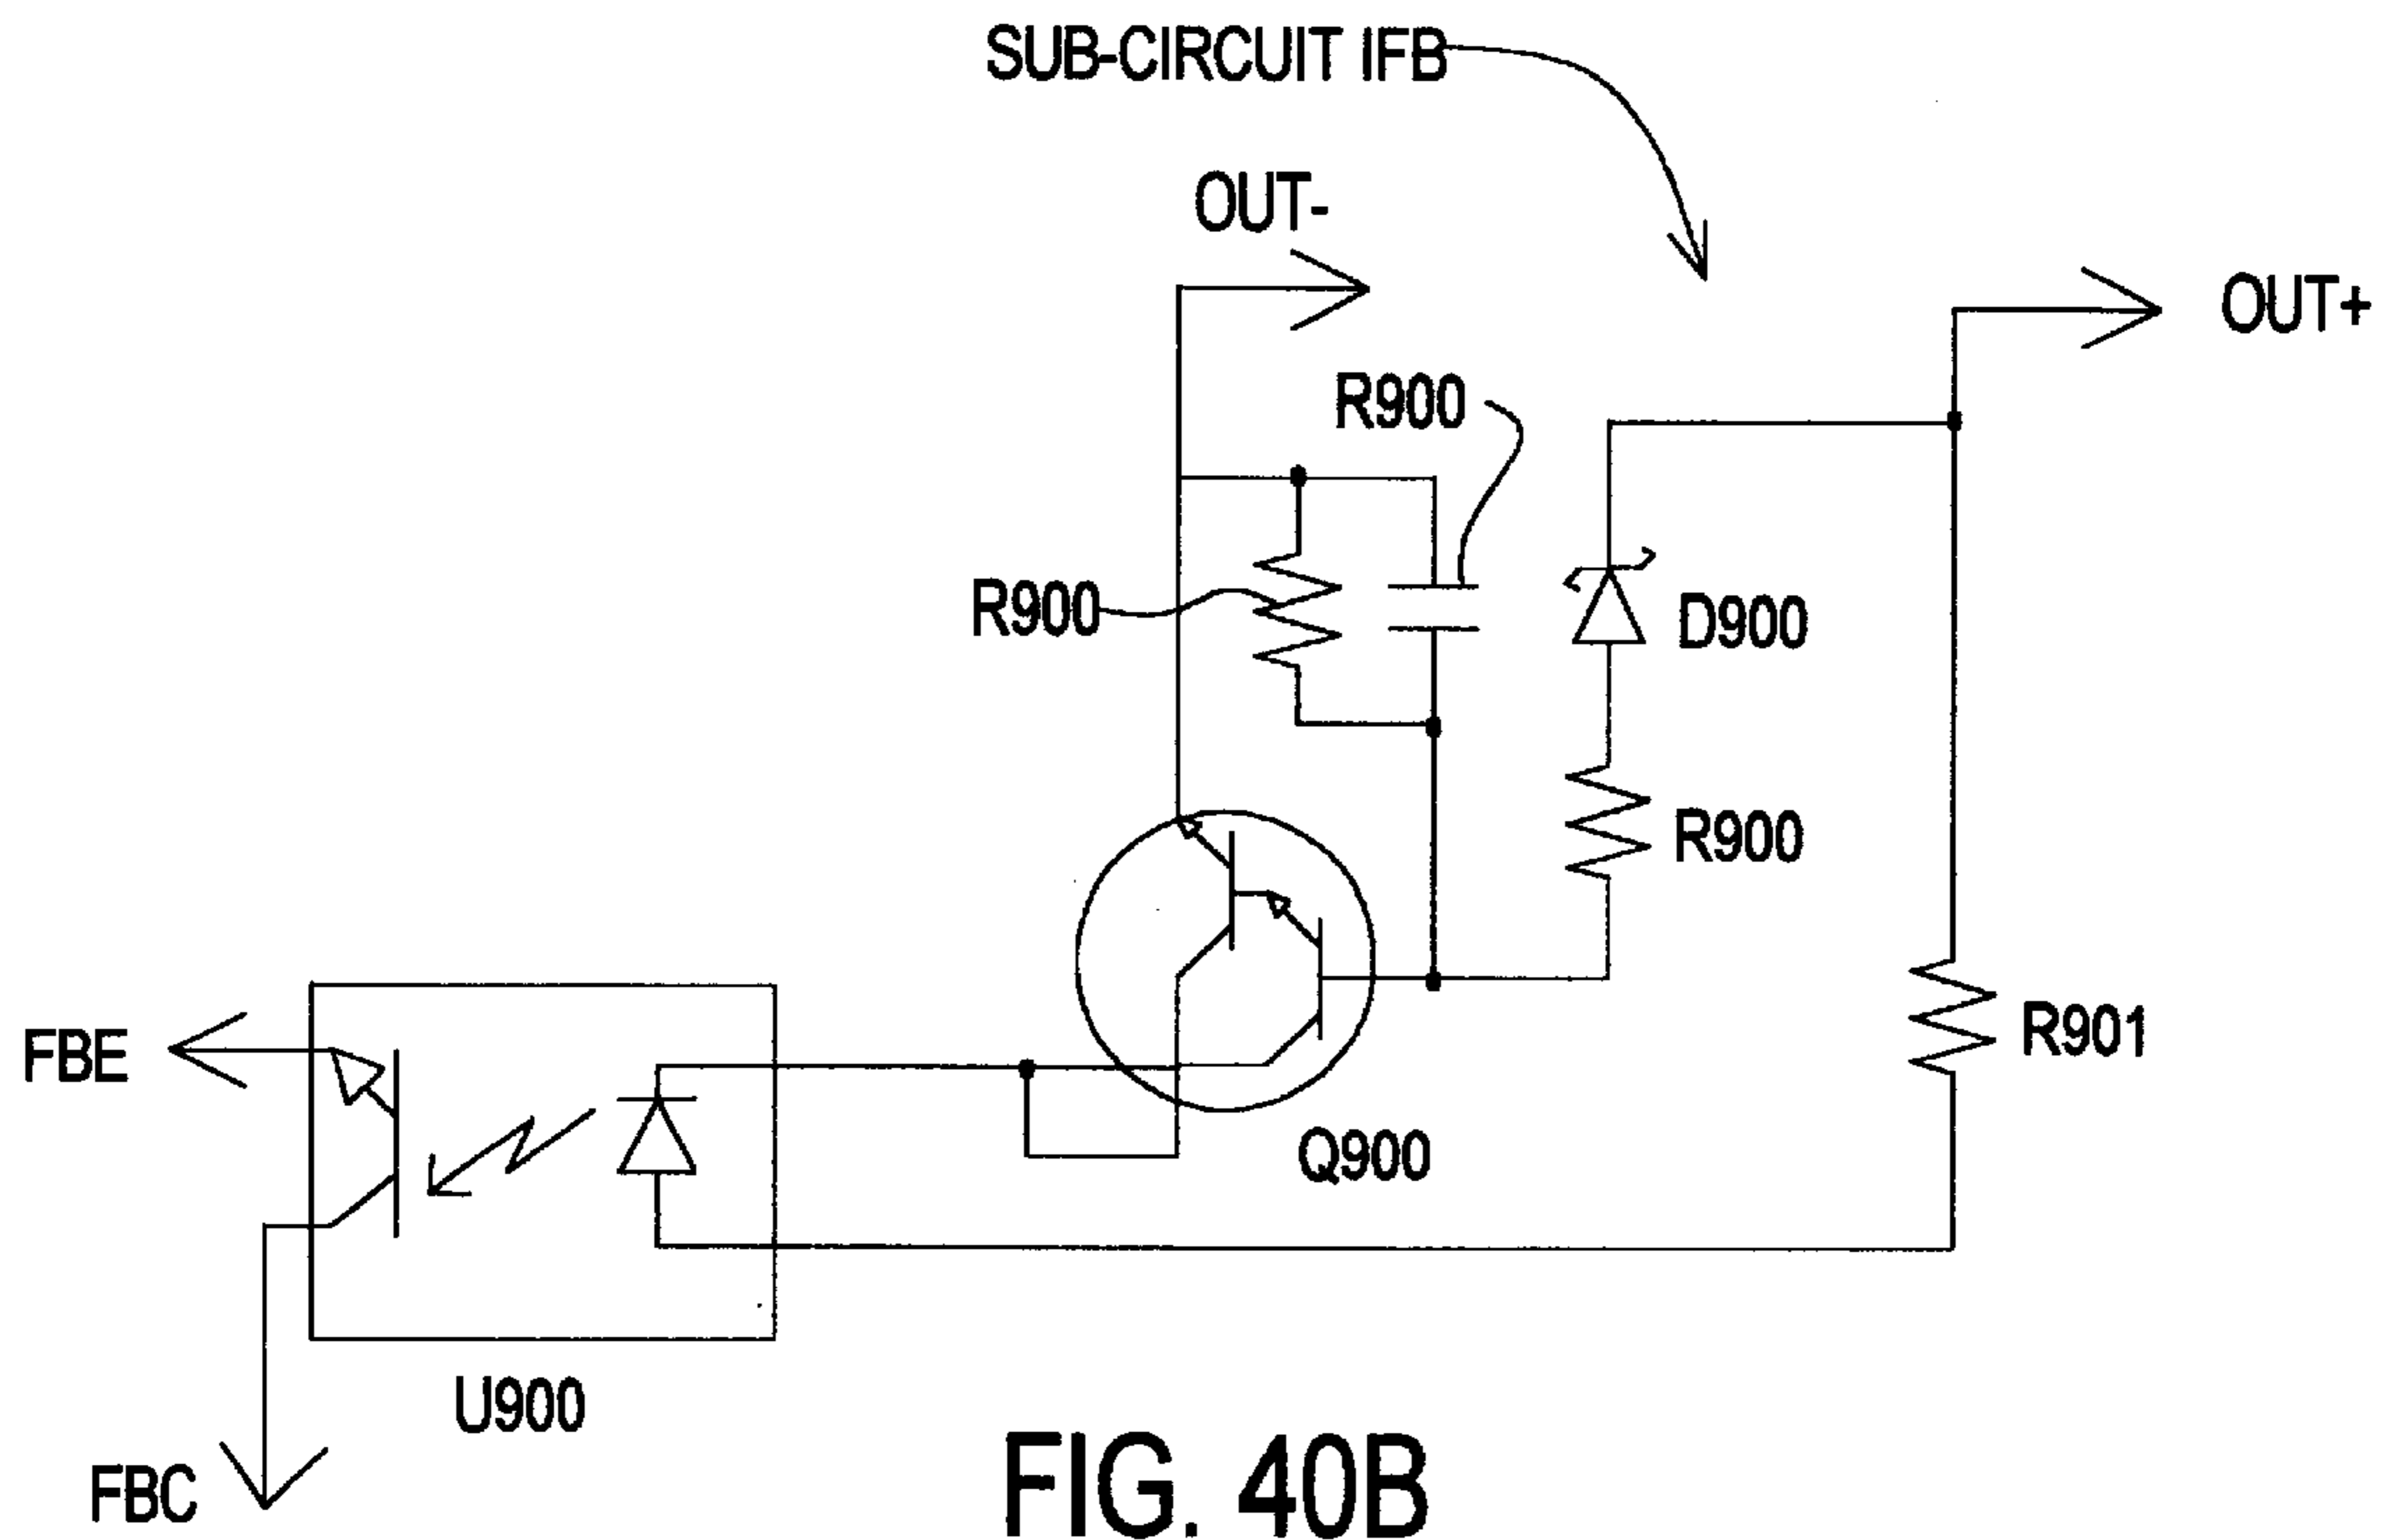 SUB-CIRCUIT IFB
OUT-
OUT+
R900
R900
D900
R900
R901
FBE
Q900
U900
FBC
FIG. 40B